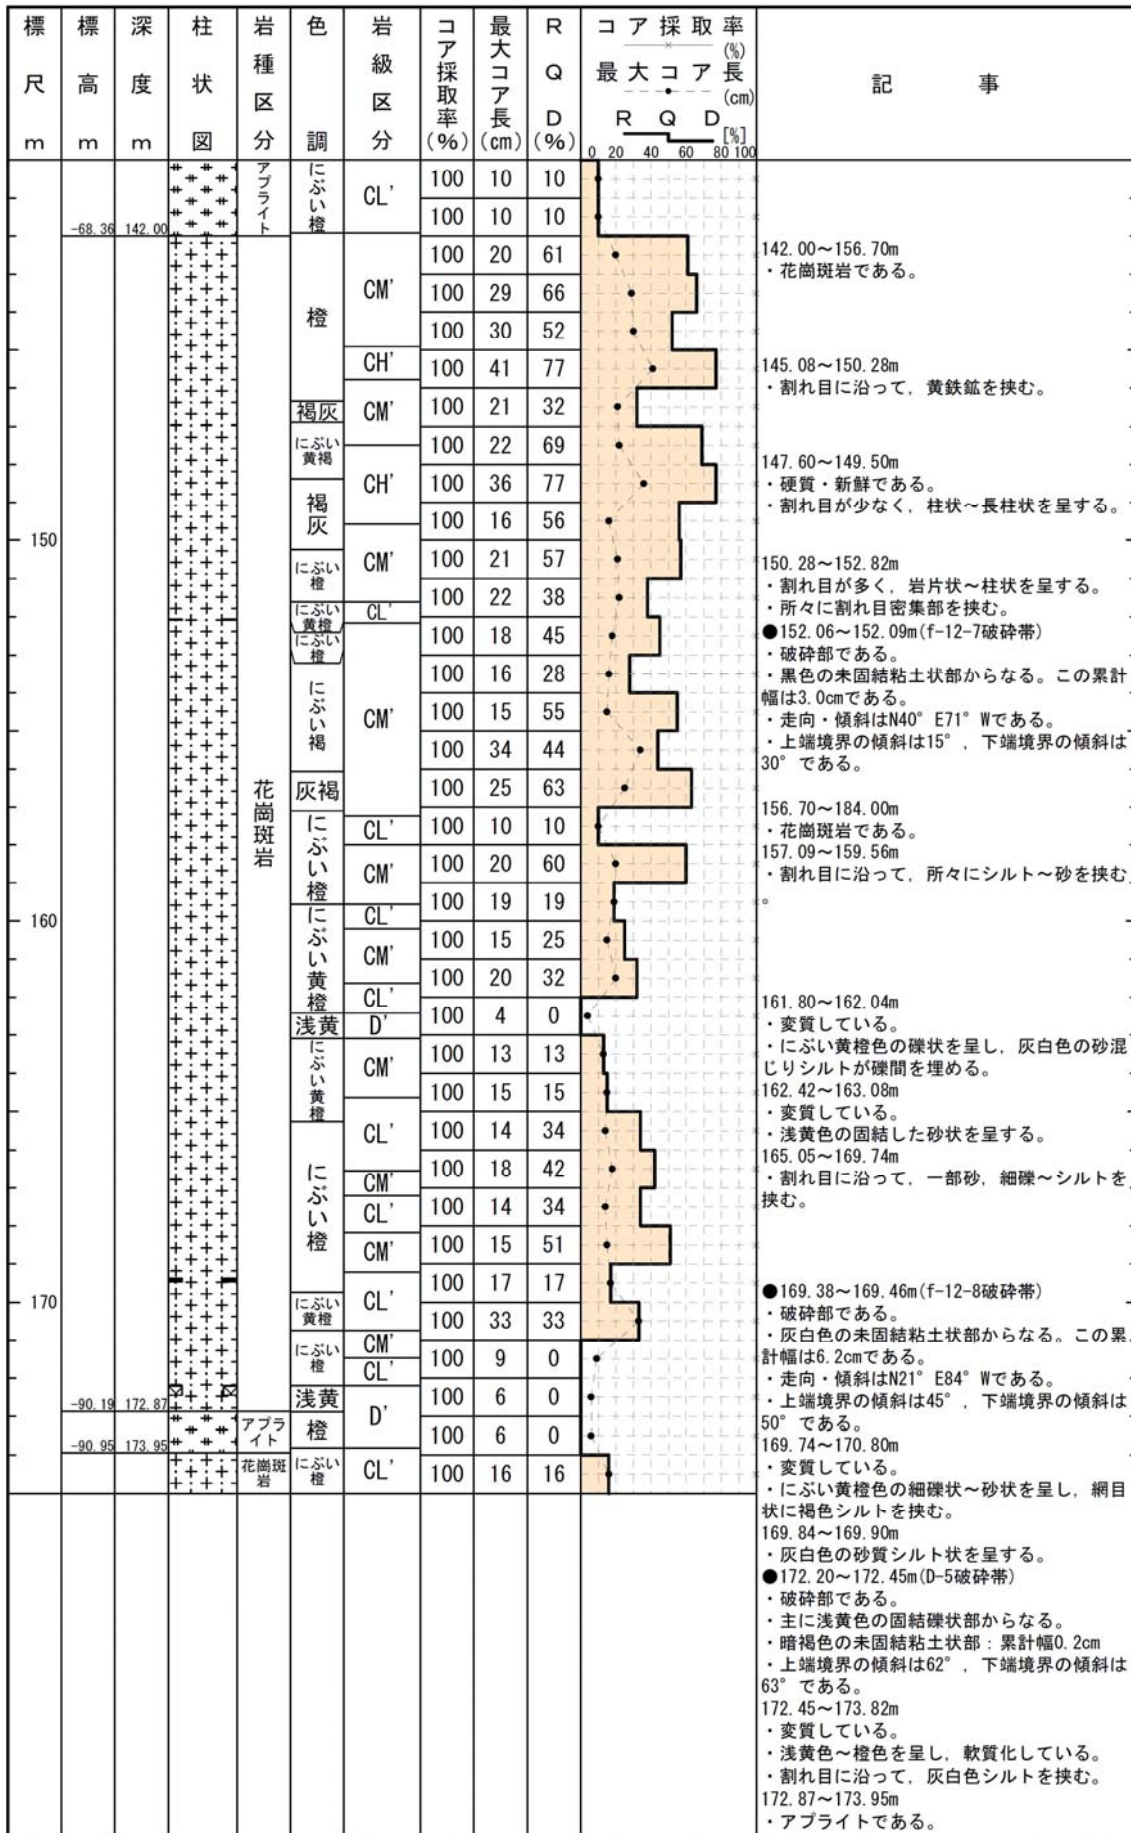 標尺m
標高m
深度m
柱状図
岩種区分
色調
岩級区分
コア採取率(%)
最大コア長(cm)
RQD(%)
コア採取率
(%)
最大コア長
(cm)
RQD
[%]
0 20 40 60 80 100
記事
150
160
170
-68.36 142.00
-90.19 172.87
-90.95 173.95
アプライト
花崗斑岩
アプライト
花崗斑岩
にぶい橙
橙
褐灰
にぶい黄褐
褐灰
にぶい橙
にぶい黄橙
にぶい橙
にぶい褐
灰褐
にぶい橙
にぶい黄橙
浅黄
にぶい黄橙
にぶい橙
にぶい黄橙
にぶい橙
浅黄
橙
にぶい橙
CL'
CM'
CH'
CM'
CH'
CM'
CL'
CM'
CL'
CM'
CL'
CM'
CL'
D'
CM'
CL'
CM'
CL'
CM'
CL'
CM'
CL'
D'
CL'
100 10 10
100 10 10
100 20 61
100 29 66
100 30 52
100 41 77
100 21 32
100 22 69
100 36 77
100 16 56
100 21 57
100 22 38
100 18 45
100 16 28
100 15 55
100 34 44
100 25 63
100 10 10
100 20 60
100 19 19
100 15 25
100 20 32
100 4 0
100 13 13
100 15 15
100 14 34
100 18 42
100 14 34
100 15 51
100 17 17
100 33 33
100 9 0
100 6 0
100 6 0
100 16 16
142.00～156.70m
・花崗斑岩である。
145.08～150.28m
・割れ目に沿って，黄鉄鉱を挟む。
147.60～149.50m
・硬質・新鮮である。
・割れ目が少なく，柱状～長柱状を呈する。
150.28～152.82m
・割れ目が多く，岩片状～柱状を呈する。
・所々に割れ目密集部を挟む。
●152.06～152.09m(f-12-7破砕帯)
・破砕部である。
・黒色の未固結粘土状部からなる。この累計
幅は3.0cmである。
・走向・傾斜はN40°E71°Wである。
・上端境界の傾斜は15°，下端境界の傾斜は
30°である。
156.70～184.00m
・花崗斑岩である。
157.09～159.56m
・割れ目に沿って，所々にシルト～砂を挟む
。
161.80～162.04m
・変質している。
・にぶい黄橙色の礫状を呈し，灰白色の砂混
じりシルトが礫間を埋める。
162.42～163.08m
・変質している。
・浅黄色の固結した砂状を呈する。
165.05～169.74m
・割れ目に沿って，一部砂，細礫～シルトを
挟む。
●169.38～169.46m(f-12-8破砕帯)
・破砕部である。
・灰白色の未固結粘土状部からなる。この累
計幅は6.2cmである。
・走向・傾斜はN21°E84°Wである。
・上端境界の傾斜は45°，下端境界の傾斜は
50°である。
169.74～170.80m
・変質している。
・にぶい黄橙色の細礫状～砂状を呈し，網目
状に褐色シルトを挟む。
169.84～169.90m
・灰白色の砂質シルト状を呈する。
●172.20～172.45m(D-5破砕帯)
・破砕部である。
・主に浅黄色の固結礫状部からなる。
・暗褐色の未固結粘土状部：累計幅0.2cm
・上端境界の傾斜は62°，下端境界の傾斜は
63°である。
172.45～173.82m
・変質している。
・浅黄色～橙色を呈し，軟質化している。
・割れ目に沿って，灰白色シルトを挟む。
172.87～173.95m
・アプライトである。